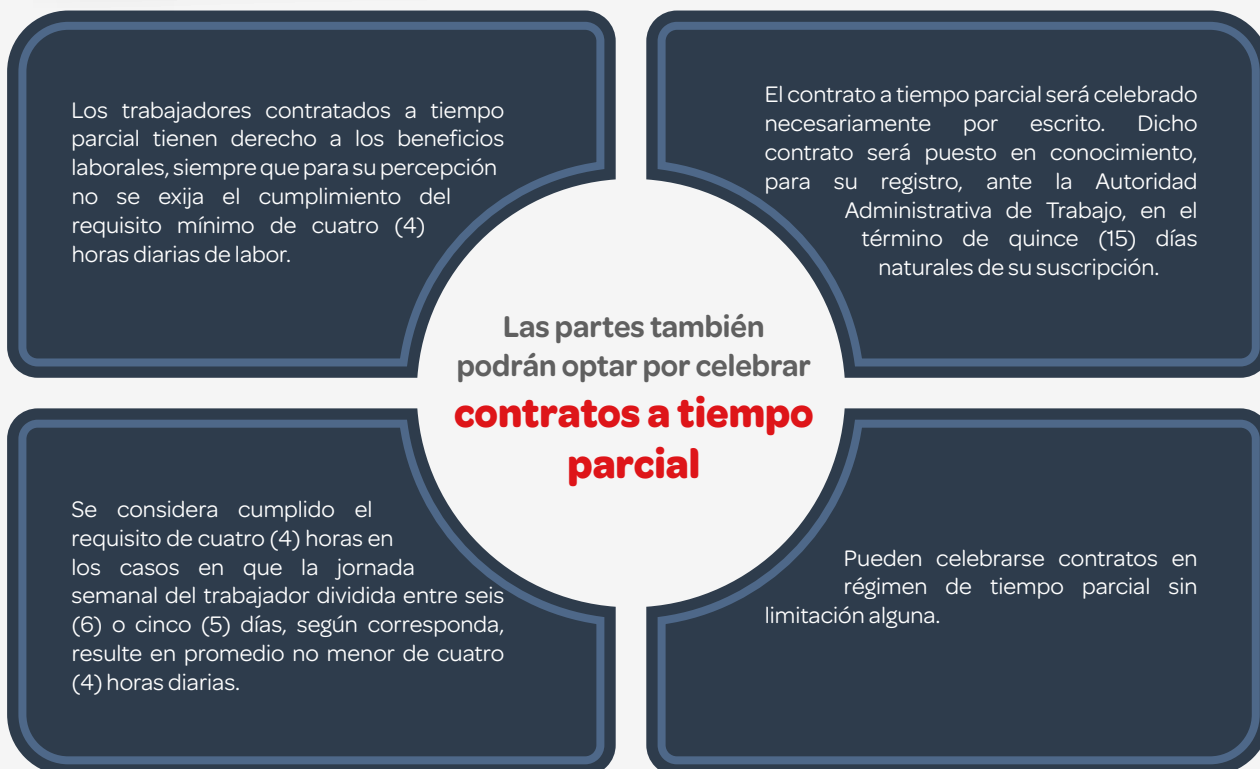 Los trabajadores contratados a tiempo
parcial tienen derecho a los beneficios
laborales, siempre que para su percepción
no se exija el cumplimiento del
requisito mínimo de cuatro (4)
horas diarias de labor.
El contrato a tiempo parcial será celebrado
necesariamente por escrito. Dicho
contrato será puesto en conocimiento,
para su registro, ante la Autoridad
Administrativa de Trabajo, en el
término de quince (15) días
naturales de su suscripción.
Las partes también
podrán optar por celebrar
contratos a tiempo
parcial
Se considera cumplido el
requisito de cuatro (4) horas en
los casos en que la jornada
semanal del trabajador dividida entre seis
(6) o cinco (5) días, según corresponda,
resulte en promedio no menor de cuatro
(4) horas diarias.
Pueden celebrarse contratos en
régimen de tiempo parcial sin
limitación alguna.